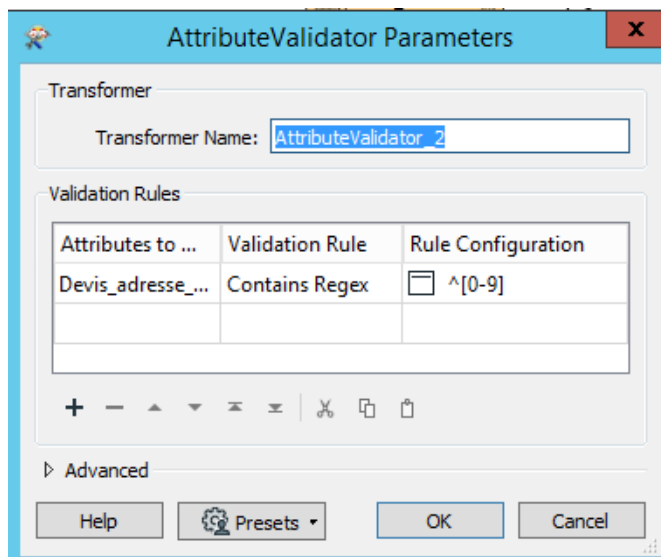 AttributeValidator Parameters
X
Transformer
Transformer Name: AttributeValidator_2
Validation Rules
Attributes to ... Validation Rule Rule Configuration
Devis_adresse_... Contains Regex ^[0-9]
Advanced
Help Presets OK Cancel